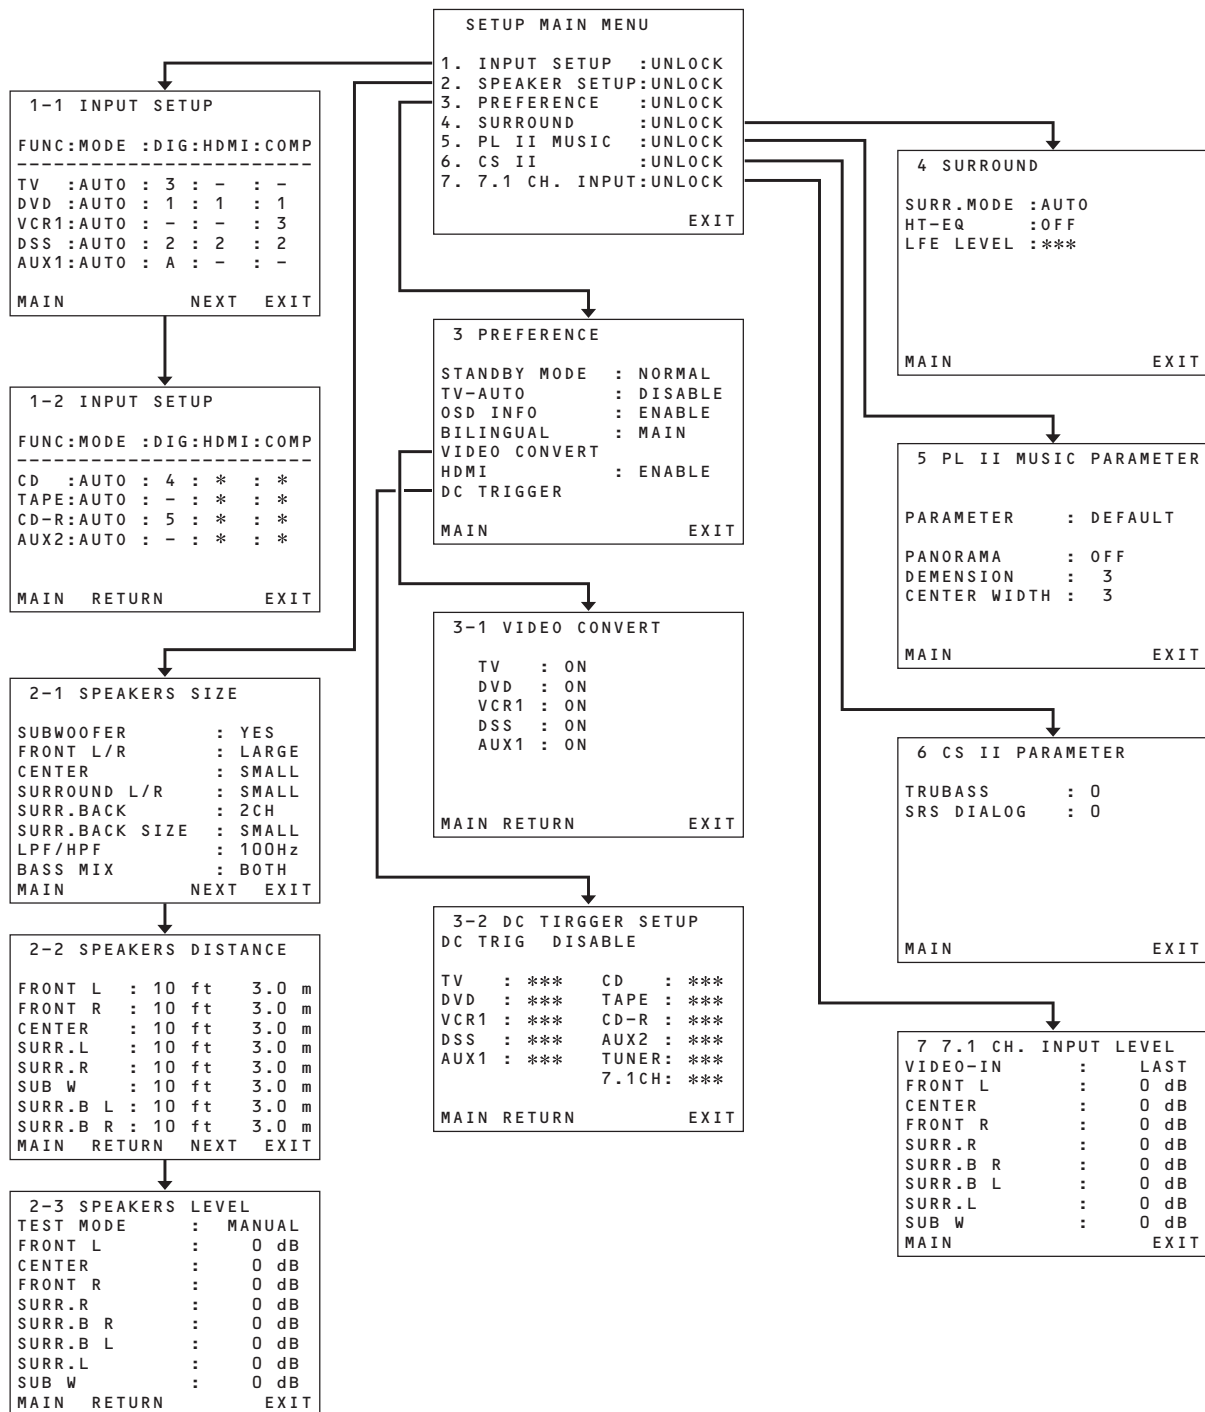 SETUP MAIN MENU
1. INPUT SETUP :UNLOCK
2. SPEAKER SETUP:UNLOCK
3. PREFERENCE :UNLOCK
4. SURROUND :UNLOCK
5. PL II MUSIC :UNLOCK
6. CS II :UNLOCK
7. 7.1 CH. INPUT:UNLOCK
EXIT
1-1 INPUT SETUP
FUNC:MODE :DIG:HDMI:COMP
------------------------
TV :AUTO : 3 : - : -
DVD :AUTO : 1 : 1 : 1
VCR1:AUTO : - : - : 3
DSS :AUTO : 2 : 2 : 2
AUX1:AUTO : A : - : -
MAIN NEXT EXIT
1-2 INPUT SETUP
FUNC:MODE :DIG:HDMI:COMP
------------------------
CD :AUTO : 4 : * : *
TAPE:AUTO : - : * : *
CD-R:AUTO : 5 : * : *
AUX2:AUTO : - : * : *
MAIN RETURN EXIT
2-1 SPEAKERS SIZE
SUBWOOFER : YES
FRONT L/R : LARGE
CENTER : SMALL
SURROUND L/R : SMALL
SURR.BACK : 2CH
SURR.BACK SIZE : SMALL
LPF/HPF : 100Hz
BASS MIX : BOTH
MAIN NEXT EXIT
2-2 SPEAKERS DISTANCE
FRONT L : 10 ft 3.0 m
FRONT R : 10 ft 3.0 m
CENTER : 10 ft 3.0 m
SURR.L : 10 ft 3.0 m
SURR.R : 10 ft 3.0 m
SUB W : 10 ft 3.0 m
SURR.B L : 10 ft 3.0 m
SURR.B R : 10 ft 3.0 m
MAIN RETURN NEXT EXIT
2-3 SPEAKERS LEVEL
TEST MODE : MANUAL
FRONT L : 0 dB
CENTER : 0 dB
FRONT R : 0 dB
SURR.R : 0 dB
SURR.B R : 0 dB
SURR.B L : 0 dB
SURR.L : 0 dB
SUB W : 0 dB
MAIN RETURN EXIT
3 PREFERENCE
STANDBY MODE : NORMAL
TV-AUTO : DISABLE
OSD INFO : ENABLE
BILINGUAL : MAIN
VIDEO CONVERT
HDMI : ENABLE
DC TRIGGER
MAIN EXIT
3-1 VIDEO CONVERT
TV : ON
DVD : ON
VCR1 : ON
DSS : ON
AUX1 : ON
MAIN RETURN EXIT
3-2 DC TIRGGER SETUP
DC TRIG DISABLE
TV : *** CD : ***
DVD : *** TAPE : ***
VCR1 : *** CD-R : ***
DSS : *** AUX2 : ***
AUX1 : *** TUNER: ***
7.1CH: ***
MAIN RETURN EXIT
4 SURROUND
SURR.MODE :AUTO
HT-EQ :OFF
LFE LEVEL :***
MAIN EXIT
5 PL II MUSIC PARAMETER
PARAMETER : DEFAULT
PANORAMA : OFF
DEMENSION : 3
CENTER WIDTH : 3
MAIN EXIT
6 CS II PARAMETER
TRUBASS : 0
SRS DIALOG : 0
MAIN EXIT
7 7.1 CH. INPUT LEVEL
VIDEO-IN : LAST
FRONT L : 0 dB
CENTER : 0 dB
FRONT R : 0 dB
SURR.R : 0 dB
SURR.B R : 0 dB
SURR.B L : 0 dB
SURR.L : 0 dB
SUB W : 0 dB
MAIN EXIT